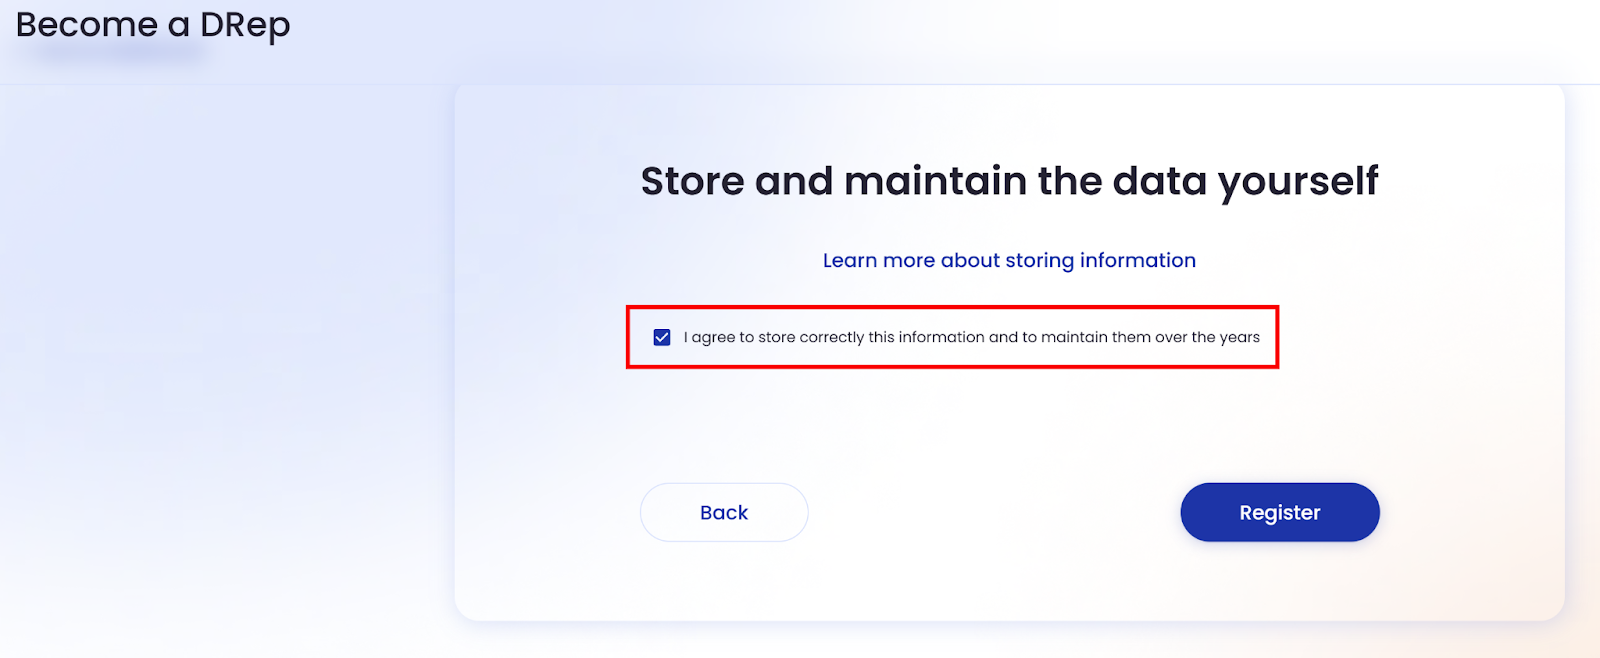 Become a DRep
Store and maintain the data yourself
Learn more about storing information
I agree to store correctly this information and to maintain them over the years
Back
Register